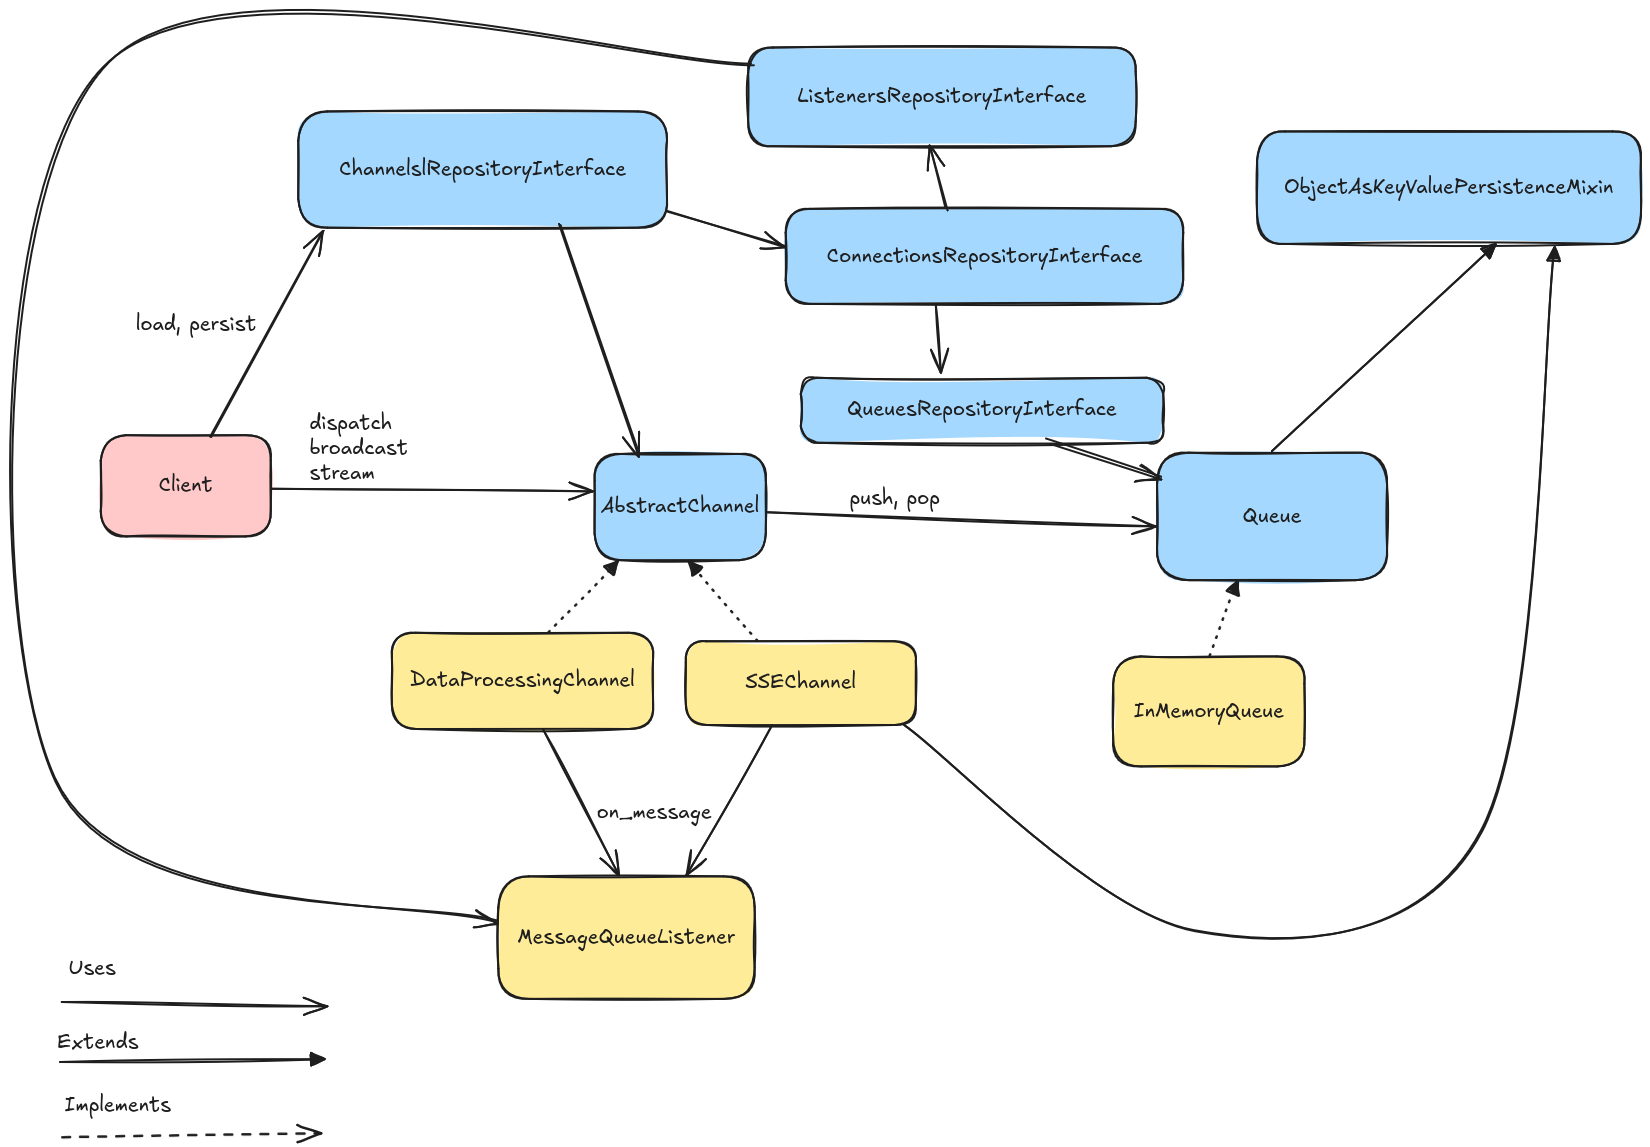 ListenersRepositoryInterface
ChannelslRepositoryInterface
ObjectAsKeyValuePersistenceMixin
ConnectionsRepositoryInterface
load, persist
QueuesRepositoryInterface
dispatch
broadcast
stream
Client
AbstractChannel
push, pop
Queue
DataProcessingChannel
SSEChannel
InMemoryQueue
on_message
MessageQueueListener
Uses
Extends
Implements